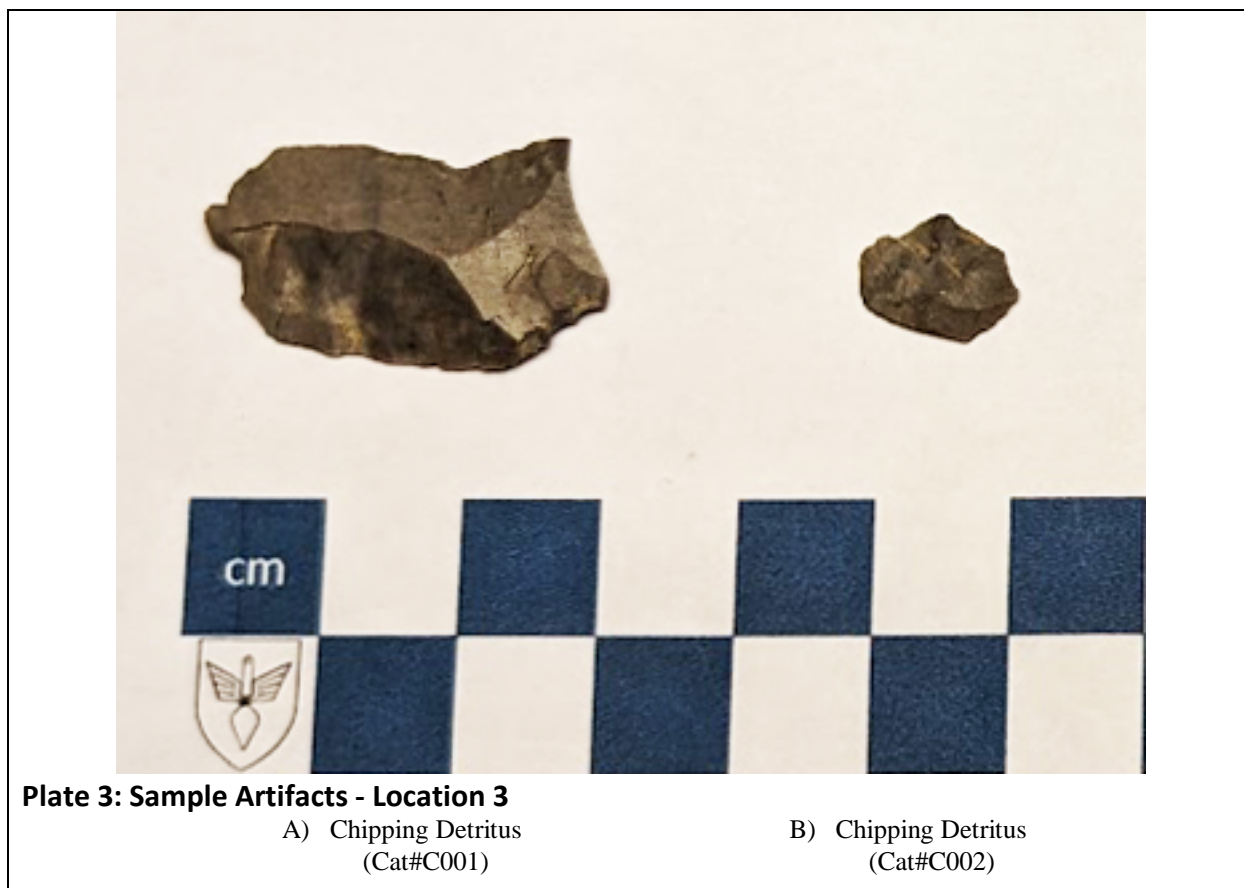 cm
Plate 3: Sample Artifacts - Location 3
A) Chipping Detritus
(Cat#C001)
B) Chipping Detritus
(Cat#C002)